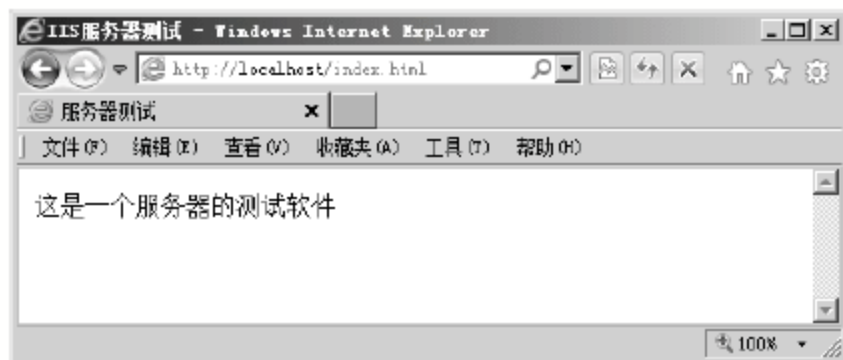 IIS服务器测试 - Windows Internet Explorer
http://localhost/index.html
服务器测试
文件(F) 编辑(E) 查看(V) 收藏夹(A) 工具(T) 帮助(H)
这是一个服务器的测试软件
100%